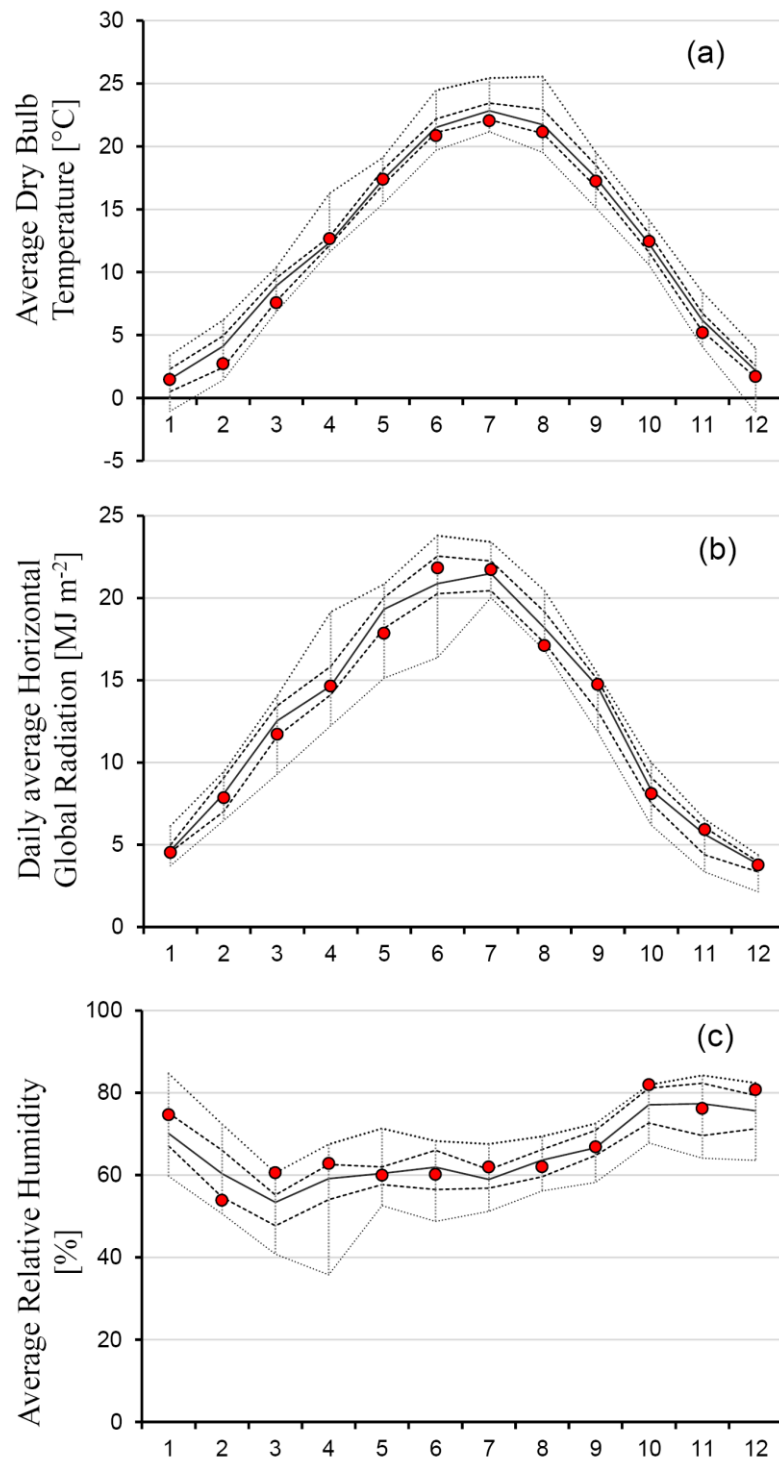 (a)
Average Dry Bulb
Temperature [°C]
30
25
20
15
10
5
0
-5
1 2 3 4 5 6 7 8 9 10 11 12
(b)
Daily average Horizontal
Global Radiation [MJ m-2]
25
20
15
10
5
0
1 2 3 4 5 6 7 8 9 10 11 12
(c)
Average Relative Humidity
[%]
100
80
60
40
20
0
1 2 3 4 5 6 7 8 9 10 11 12